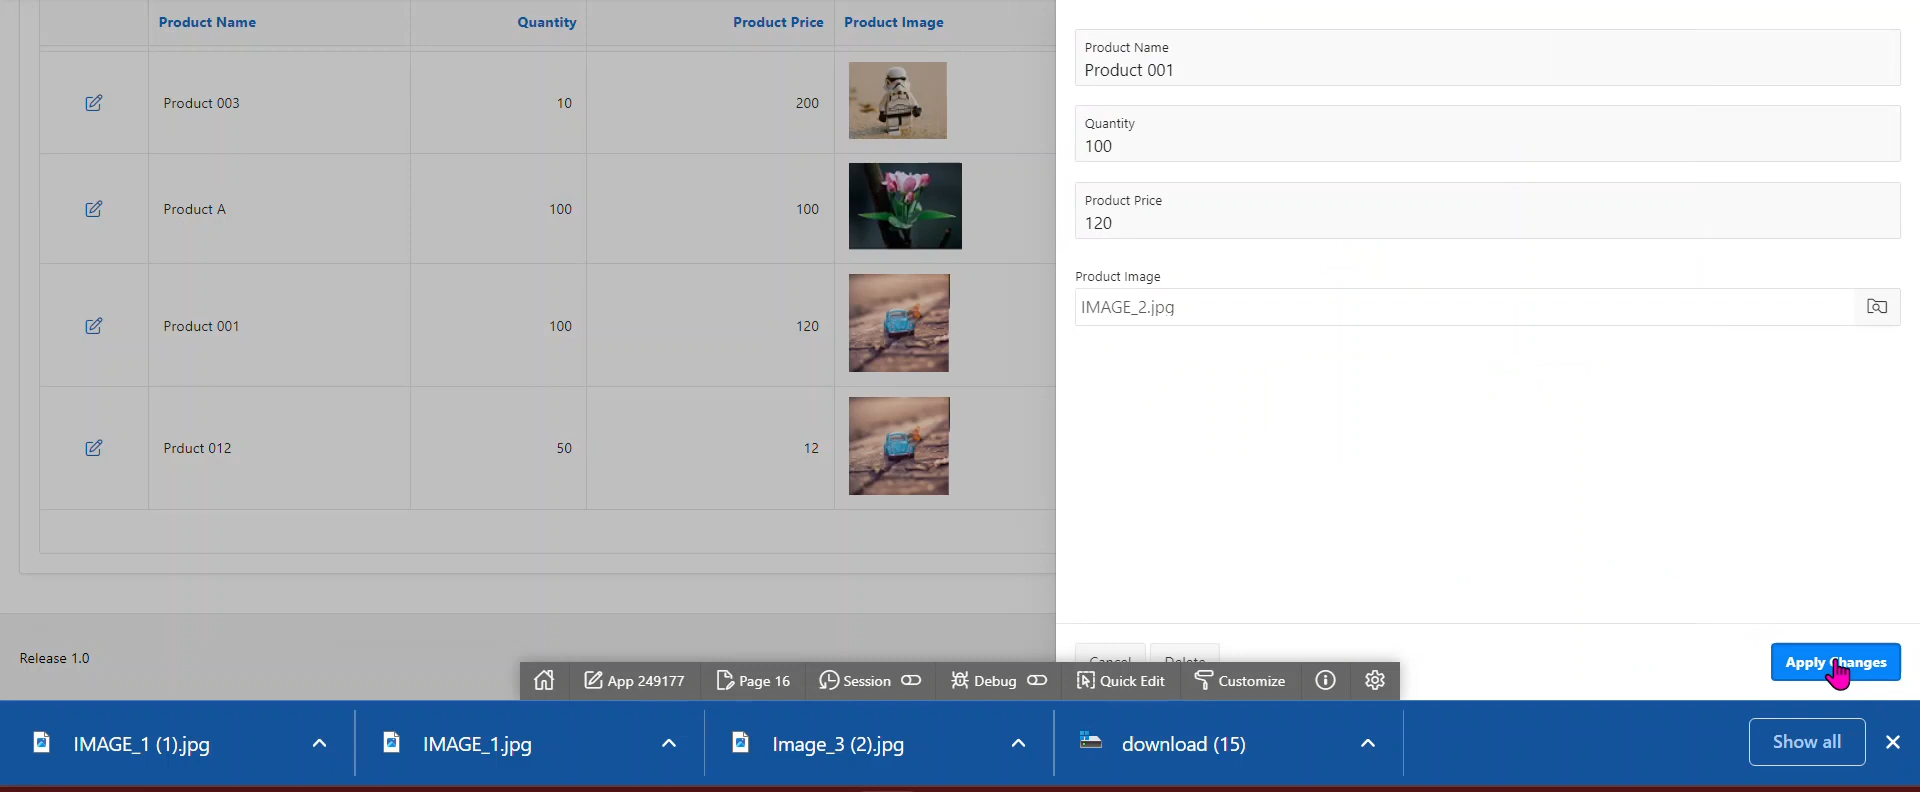 Product Name Quantity Product Price Product Image
Product 003 10 200
Product A 100 100
Product 001 100 120
Prduct 012 50 12
Release 1.0
Product Name
Product 001
Quantity
100
Product Price
120
Product Image
IMAGE_2.jpg
Cancel Delete Apply Changes
App 249177 Page 16 Session Debug Quick Edit Customize
IMAGE_1 (1).jpg IMAGE_1.jpg Image_3 (2).jpg download (15) Show all